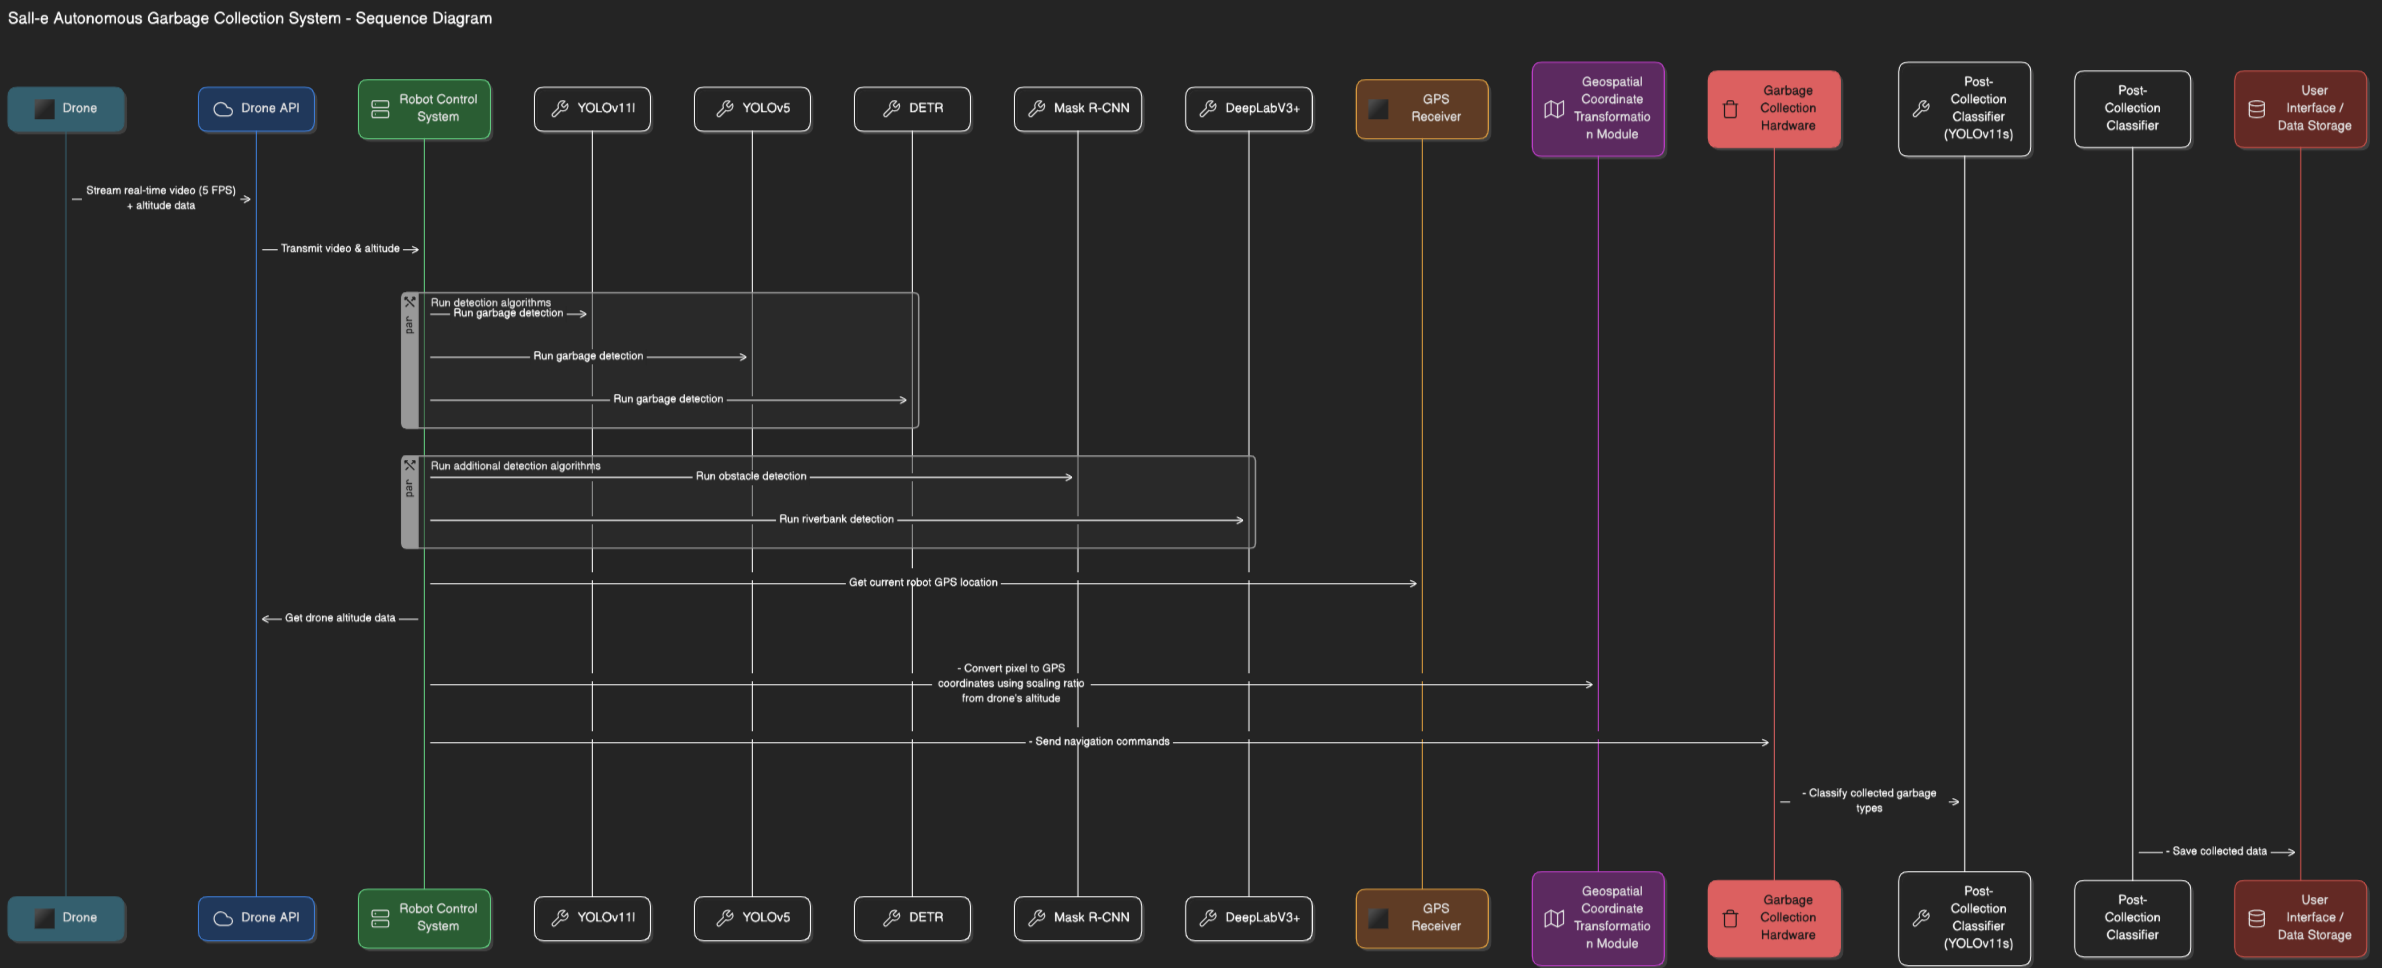 Sall-e Autonomous Garbage Collection System - Sequence Diagram
Drone
Drone API
Robot Control
System
YOLOv11l
YOLOv5
DETR
Mask R-CNN
DeepLabV3+
GPS
Receiver
Geospatial
Coordinate
Transformatio
n Module
Garbage
Collection
Hardware
Post-
Collection
Classifier
(YOLOv11s)
Post-
Collection
Classifier
User
Interface /
Data Storage
Stream real-time video (5 FPS)
+ altitude data
Transmit video & altitude
par
Run detection algorithms
Run garbage detection
Run garbage detection
Run garbage detection
par
Run additional detection algorithms
Run obstacle detection
Run riverbank detection
Get current robot GPS location
Get drone altitude data
- Convert pixel to GPS
coordinates using scaling ratio
from drone's altitude
- Send navigation commands
- Classify collected garbage
types
- Save collected data
Drone
Drone API
Robot Control
System
YOLOv11l
YOLOv5
DETR
Mask R-CNN
DeepLabV3+
GPS
Receiver
Geospatial
Coordinate
Transformatio
n Module
Garbage
Collection
Hardware
Post-
Collection
Classifier
(YOLOv11s)
Post-
Collection
Classifier
User
Interface /
Data Storage